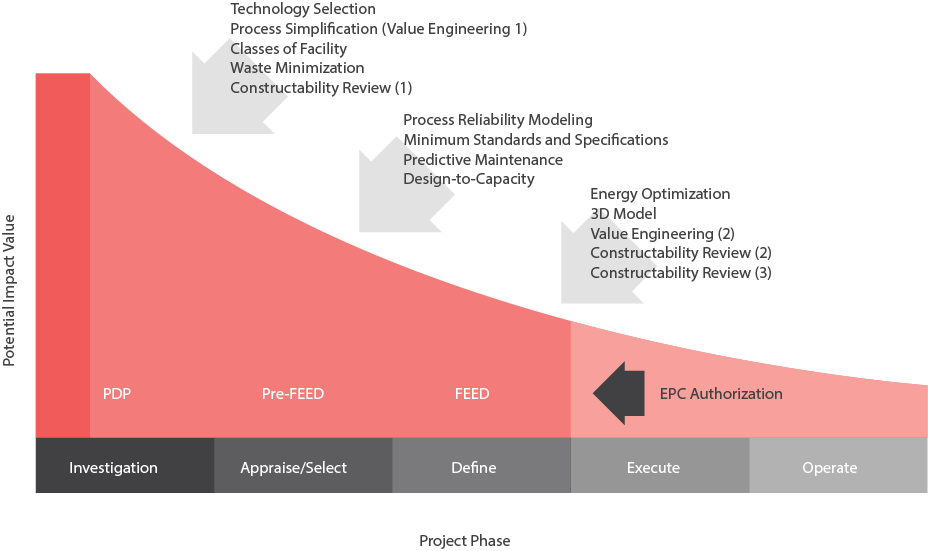 Technology Selection
Process Simplification (Value Engineering 1)
Classes of Facility
Waste Minimization
Constructability Review (1)
Process Reliability Modeling
Minimum Standards and Specifications
Predictive Maintenance
Design-to-Capacity
Energy Optimization
3D Model
Value Engineering (2)
Constructability Review (2)
Constructability Review (3)
Potential Impact Value
PDP
Pre-FEED
FEED
EPC Authorization
Investigation
Appraise/Select
Define
Execute
Operate
Project Phase